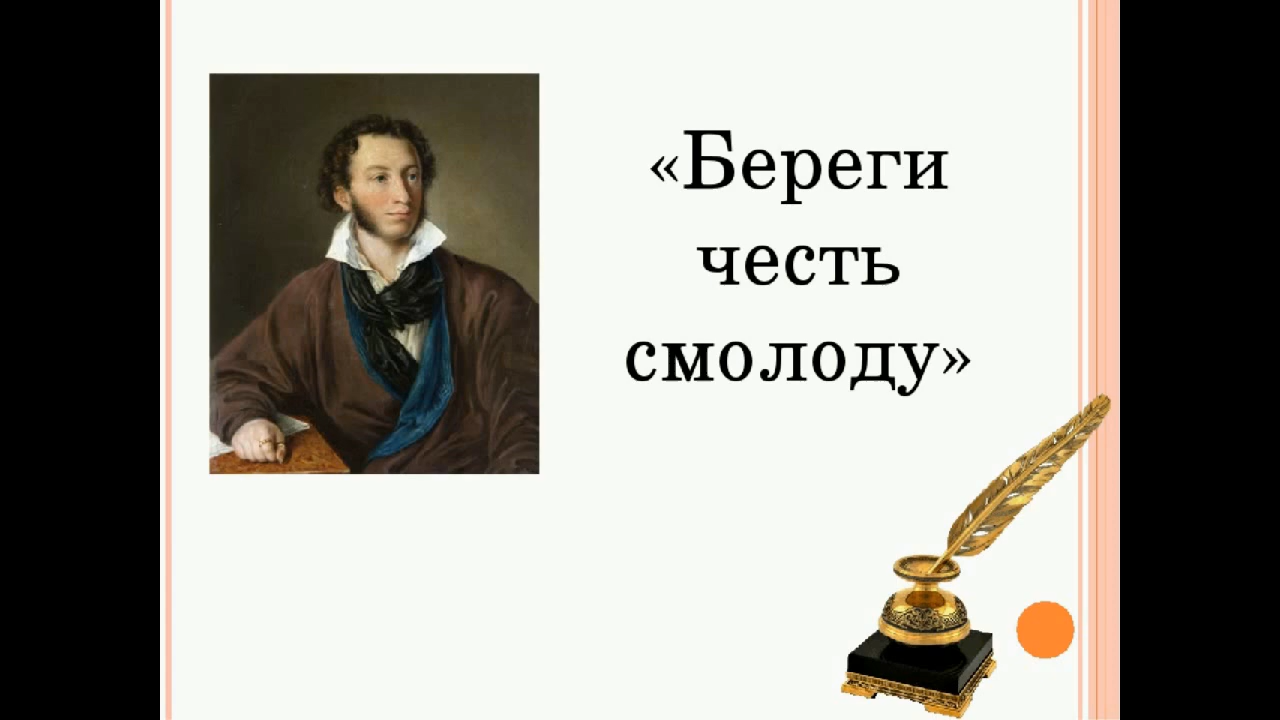 «Береги
честь
смолоду»